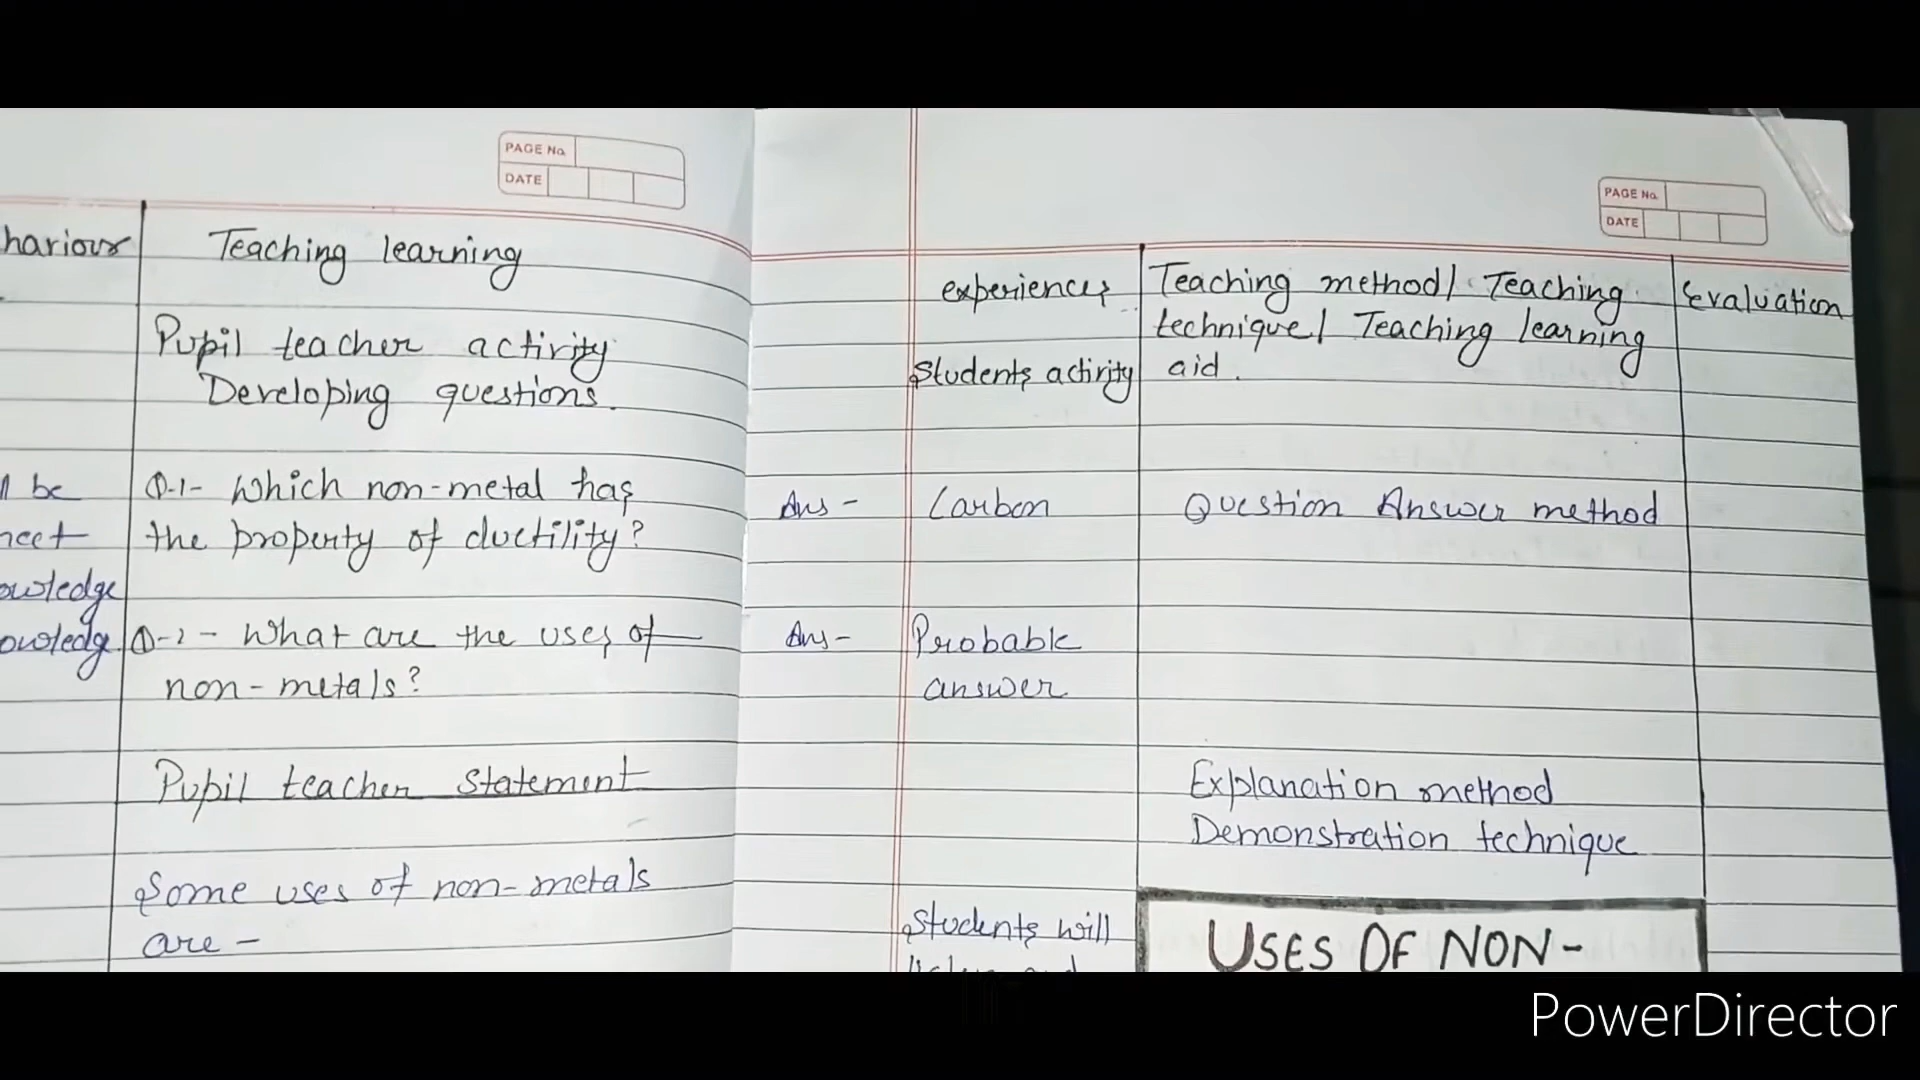 PAGE No.
DATE
Teaching learning
Pupil teacher activity
Developing questions.
be
Q.1- Which non-metal has
the property of ductility?
Q-2- What are the uses of
non-metals?
Pupil teacher statement
Some uses of non-metals
are -
PAGE No.
DATE
experiences
Students activity
Teaching method/ Teaching
technique/ Teaching learning
aid.
Evaluation
Ans - Carbon
Question Answer method
Ans- Probable
answer
Explanation method
Demonstration technique
Students will
USES OF NON-
PowerDirector